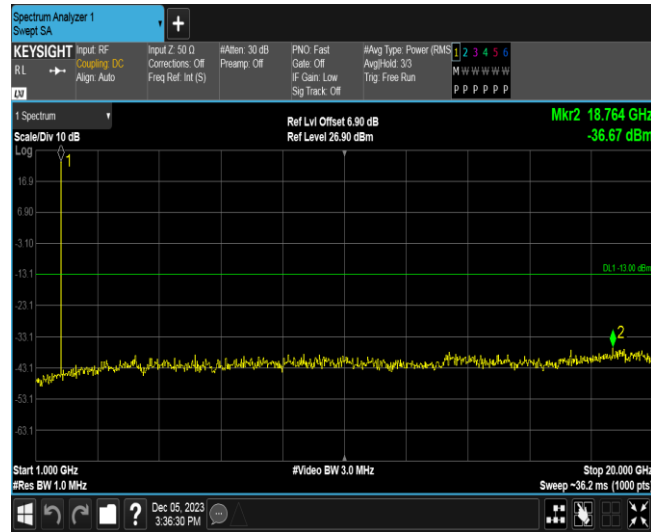 Spectrum Analyzer 1
Swept SA
+
KEYSIGHT Input: RF
RL
Coupling: DC
Align: Auto
LXI
Input Z: 50 Ω
Corrections: Off
Freq Ref: Int (S)
#Atten: 30 dB
Preamp: Off
PNO: Fast
Gate: Off
IF Gain: Low
Sig Track: Off
#Avg Type: Power (RMS
Avg|Hold: 3/3
Trig: Free Run
1 2 3 4 5 6
M W W W W W
P P P P P P
1 Spectrum
Scale/Div 10 dB
Log
Ref Lvl Offset 6.90 dB
Ref Level 26.90 dBm
Mkr2 18.764 GHz
-36.67 dBm
1
16.9
6.90
-3.10
-13.1
DL1 -13.00 dBm
-23.1
-33.1
2
-43.1
-53.1
-63.1
Start 1.000 GHz
#Res BW 1.0 MHz
#Video BW 3.0 MHz
Stop 20.000 GHz
Sweep ~36.2 ms (1000 pts)
?
Dec 05, 2023
3:36:30 PM